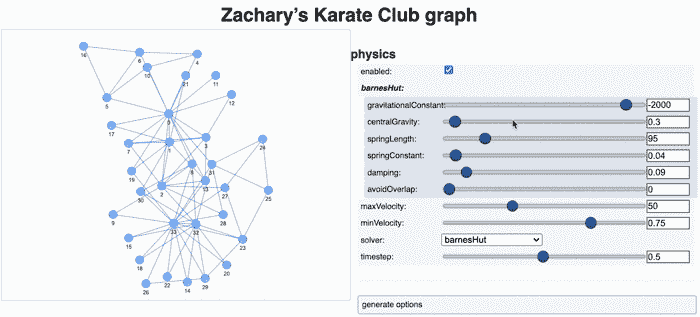 Zachary's Karate Club graph
physics
enabled:
barnesHut:
gravitationalConstant: -2000
centralGravity: 0.3
springLength: 95
springConstant: 0.04
damping: 0.09
avoidOverlap: 0
maxVelocity: 50
minVelocity: 0.75
solver: barnesHut
timestep: 0.5
generate options
16
6
4
10
21
11
5
12
0
17
7
1
3
24
19
8
31
2
13
30
27
25
9
28
33
32
15
23
18
20
26
22
14
29